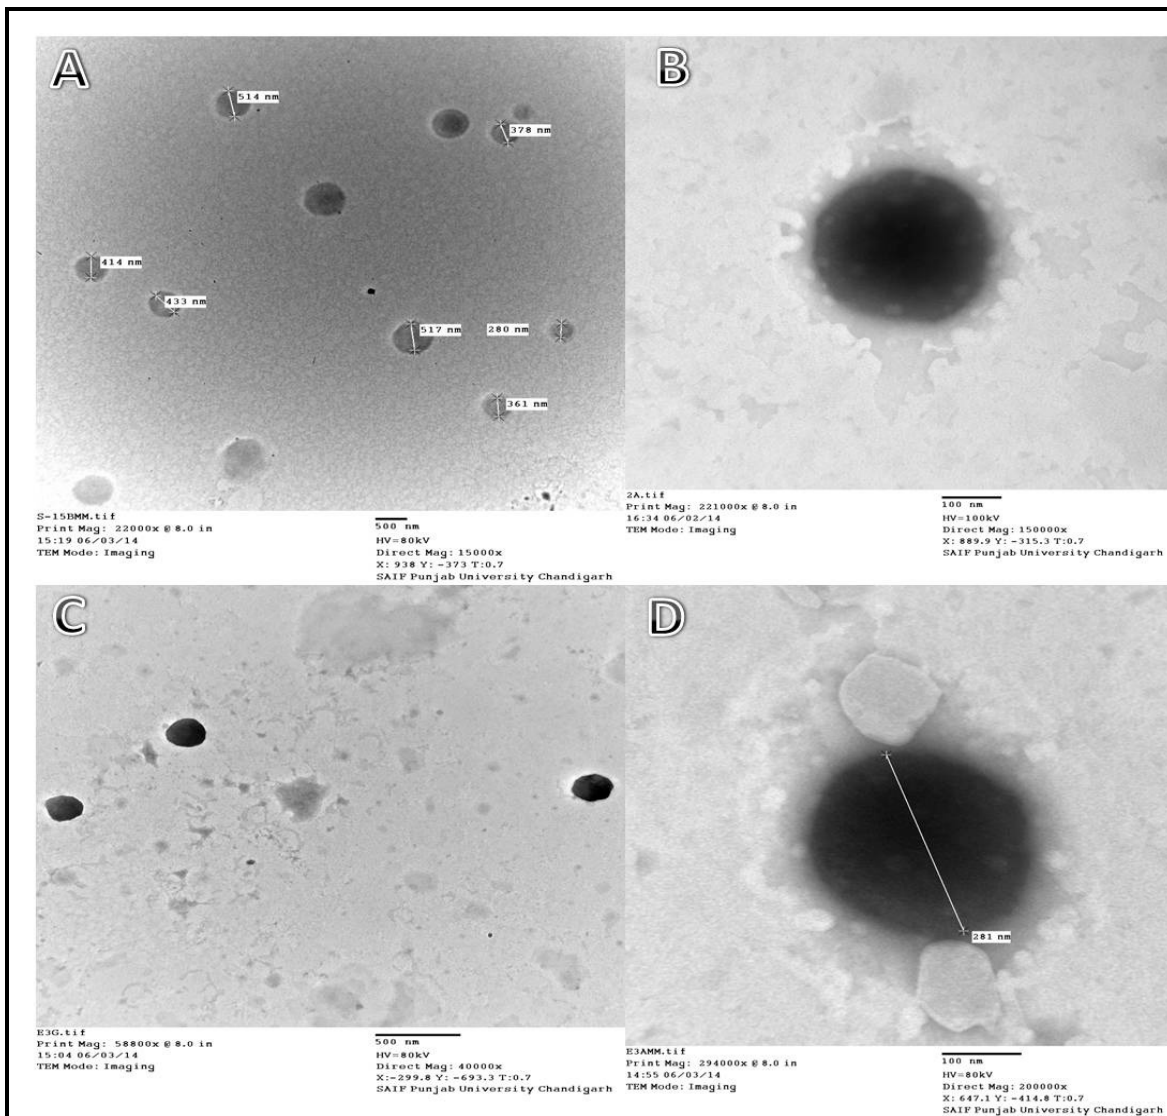 A
514 nm
378 nm
414 nm
433 nm
517 nm
280 nm
361 nm
S-15BMM.tif
Print Mag: 22000x @ 8.0 in
15:19 06/03/14
TEM Mode: Imaging
500 nm
HV=80kV
Direct Mag: 15000x
X: 938 Y: -373 T:0.7
SAIF Punjab University Chandigarh
B
2A.tif
Print Mag: 221000x @ 8.0 in
16:34 06/02/14
TEM Mode: Imaging
100 nm
HV=100kV
Direct Mag: 150000x
X: 889.9 Y: -315.3 T:0.7
SAIF Punjab University Chandigarh
C
E3G.tif
Print Mag: 58800x @ 8.0 in
15:04 06/03/14
TEM Mode: Imaging
500 nm
HV=80kV
Direct Mag: 40000x
X:-299.8 Y: -693.3 T:0.7
SAIF Punjab University Chandigarh
D
281 nm
E3AMM.tif
Print Mag: 294000x @ 8.0 in
14:55 06/03/14
TEM Mode: Imaging
100 nm
HV=80kV
Direct Mag: 200000x
X: 647.1 Y: -414.8 T:0.7
SAIF Punjab University Chandigarh